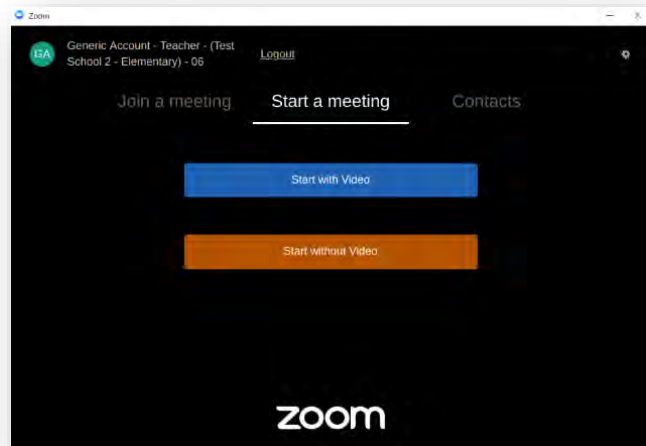 Zoom
GA
Generic Account - Teacher - (Test
School 2 - Elementary) - 06
Logout
Join a meeting
Start a meeting
Contacts
Start with Video
Start without Video
zoom